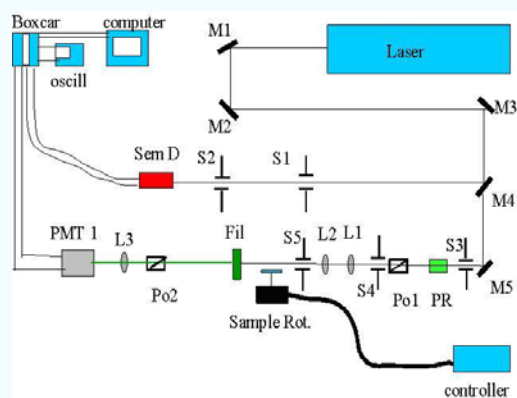 Boxcar
computer
oscill
M1
Laser
M2
M3
Sem D
S2
S1
M4
PMT 1
L3
Fil
S5
L2
L1
S3
Po2
S4
Po1
PR
M5
Sample Rot.
controller